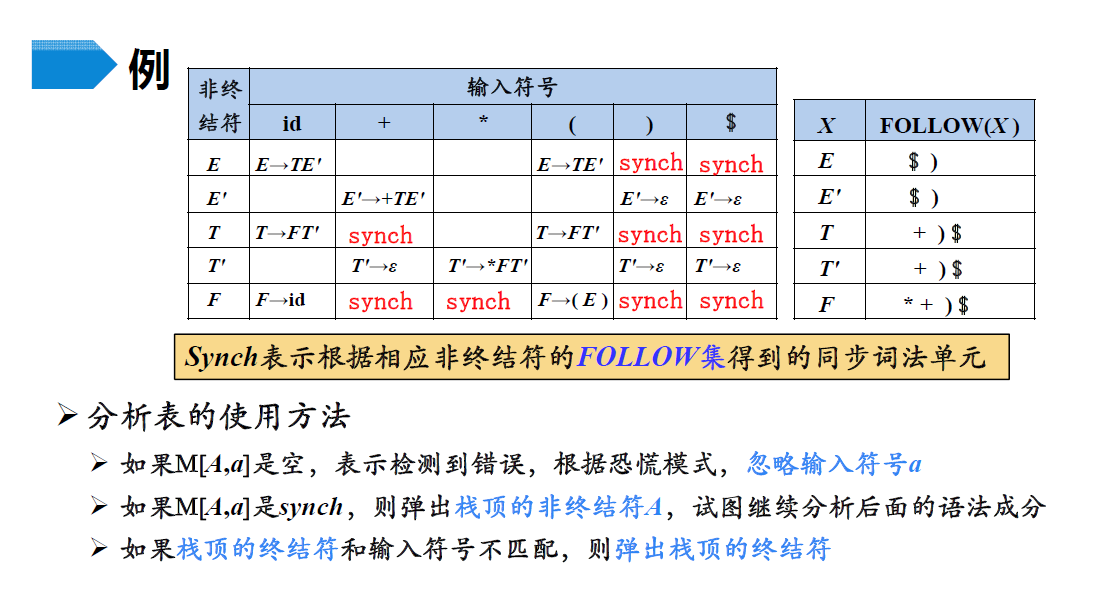 例
非终结符 输入符号
id + * ( ) $
E E→TE' E→TE' synch synch
E' E'→+TE' E'→ε E'→ε
T T→FT' synch T→FT' synch synch
T' T'→ε T'→*FT' T'→ε T'→ε
F F→id synch synch F→( E ) synch synch
X FOLLOW(X )
E $ )
E' $ )
T + ) $
T' + ) $
F * + ) $
Synch表示根据相应非终结符的FOLLOW集得到的同步词法单元
➢ 分析表的使用方法
➢ 如果M[A,a]是空，表示检测到错误，根据恐慌模式，忽略输入符号a
➢ 如果M[A,a]是synch，则弹出栈顶的非终结符A，试图继续分析后面的语法成分
➢ 如果栈顶的终结符和输入符号不匹配，则弹出栈顶的终结符